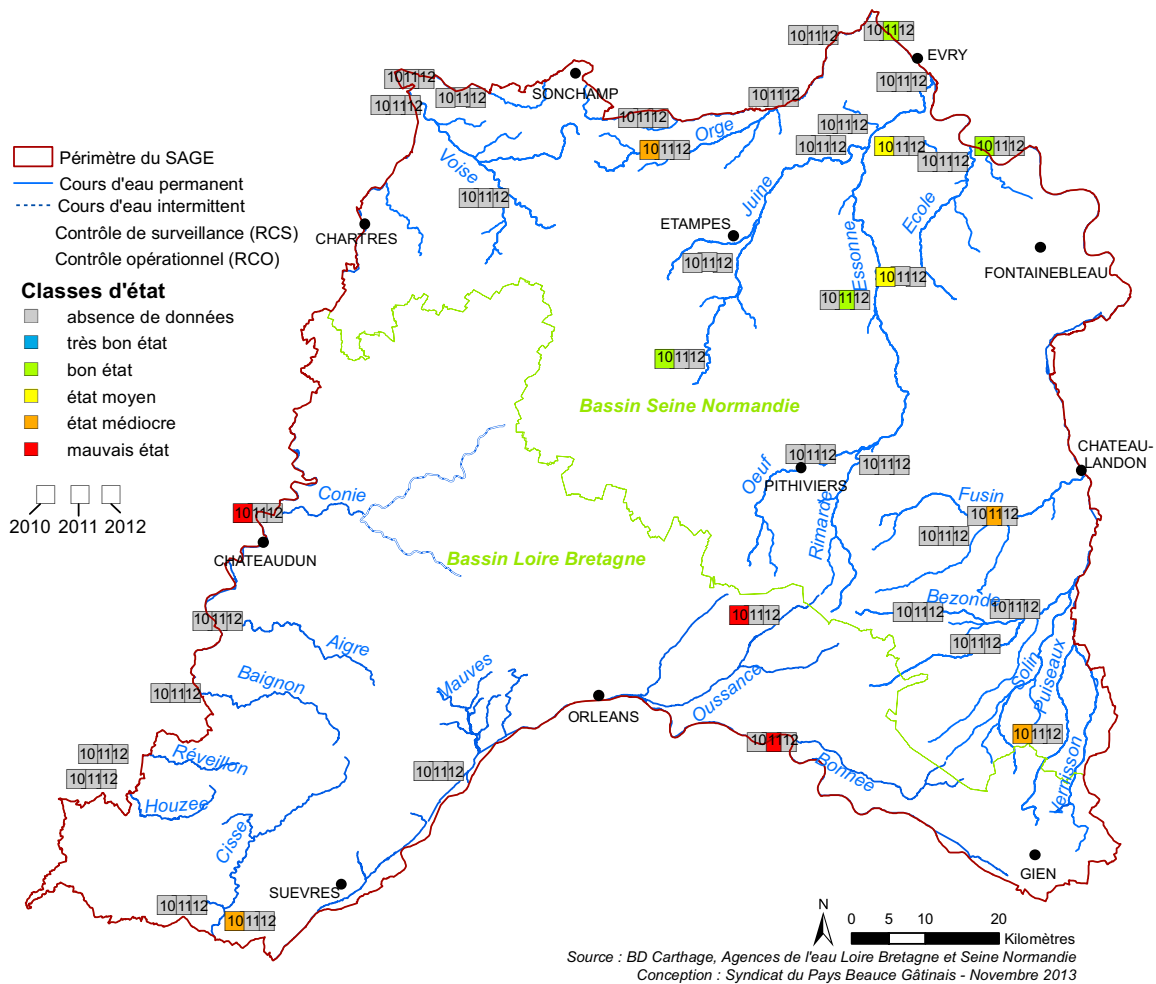 Périmètre du SAGE
Cours d'eau permanent
Cours d'eau intermittent
Contrôle de surveillance (RCS)
Contrôle opérationnel (RCO)
Classes d'état
absence de données
très bon état
bon état
état moyen
état médiocre
mauvais état
2010 2011 2012
10 11 12
10 11 12
EVRY
10 11 12
10 11 12
10 11 12
SONCHAMP
10 11 12
10 11 12
10 11 12
10 11 12
Orge
10 11 12
10 11 12
10 11 12
10 11 12
10 11 12
10 11 12
Voise
10 11 12
Juine
Ecole
CHARTRES
ETAMPES
Essonne
FONTAINEBLEAU
10 11 12
10 11 12
10 11 12
10 11 12
Bassin Seine Normandie
10 11 12
10 11 12
CHATEAU-
LANDON
Oeuf
PITHIVIERS
Rimarde
Fusin
10 11 12
10 11 12
Conie
10 11 12
CHATEAUDUN
Bassin Loire Bretagne
Bezonde
10 11 12
10 11 12
10 11 12
10 11 12
10 11 12
Aigre
Baignon
10 11 12
Mauves
Oussance
ORLEANS
Solin
Puiseaux
10 11 12
10 11 12
Bonnée
Vernisson
10 11 12
10 11 12
Réveillon
Houzee
10 11 12
Cisse
SUEVRES
GIEN
10 11 12
10 11 12
N
0 5 10 20
Kilomètres
Source : BD Carthage, Agences de l'eau Loire Bretagne et Seine Normandie
Conception : Syndicat du Pays Beauce Gâtinais - Novembre 2013